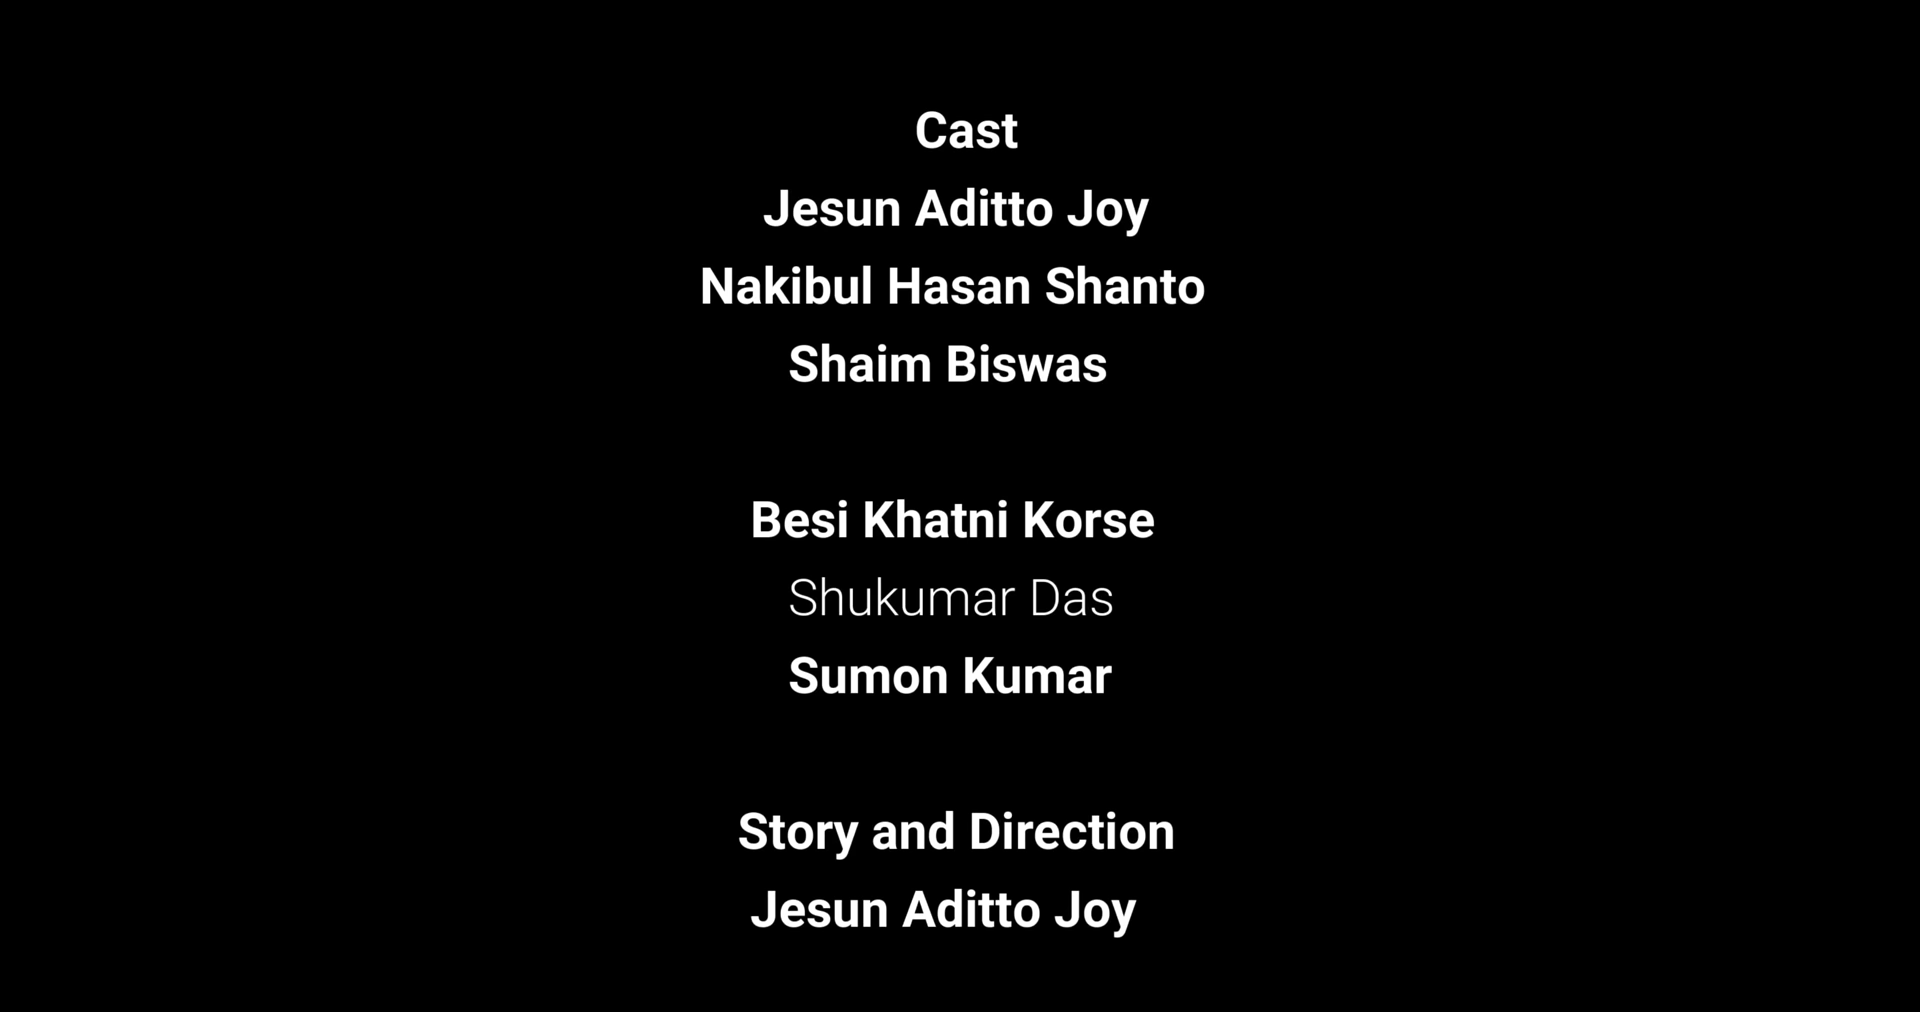 Cast
Jesun Aditto Joy
Nakibul Hasan Shanto
Shaim Biswas
Besi Khatni Korse
Shukumar Das
Sumon Kumar
Story and Direction
Jesun Aditto Joy